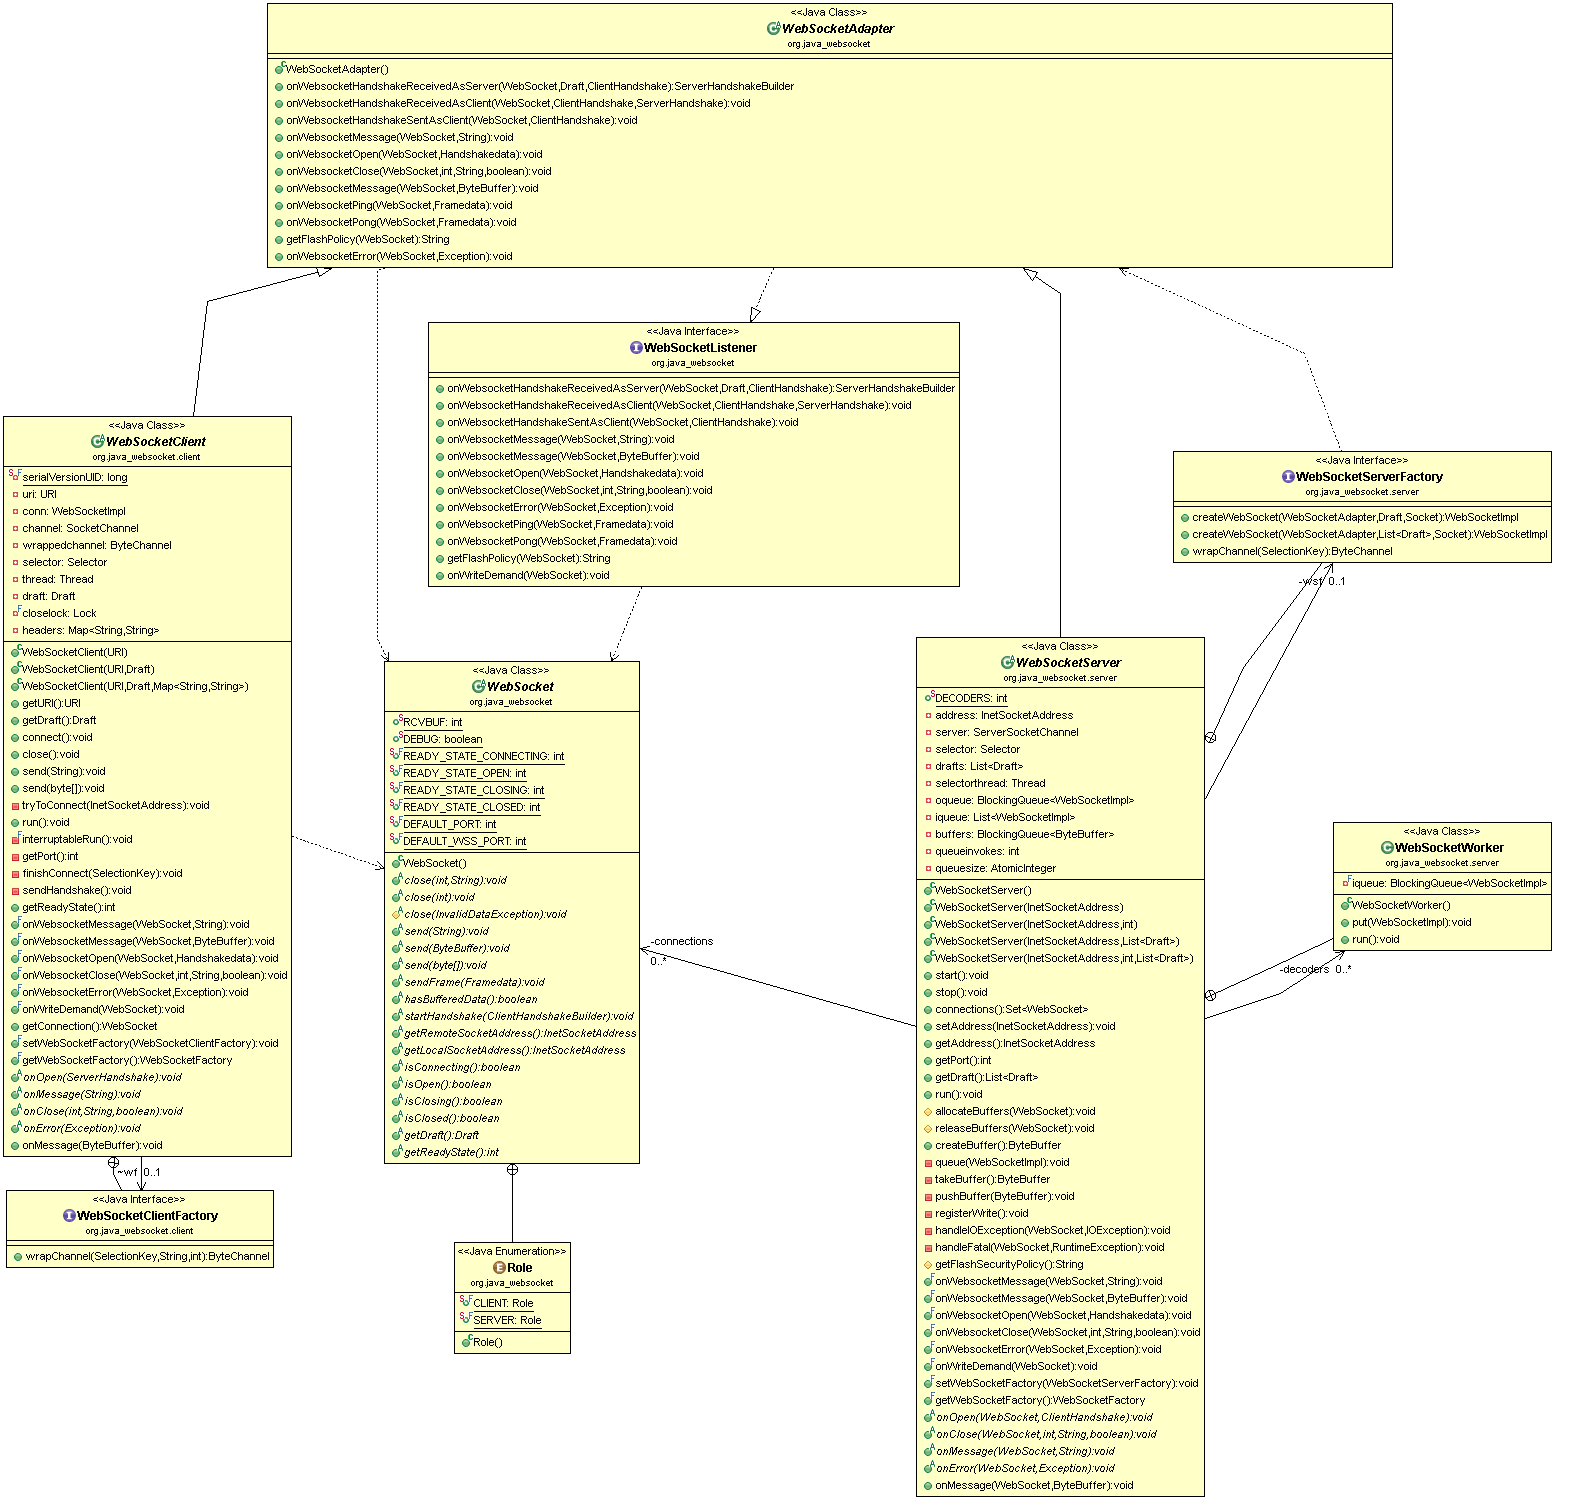 <<Java Class>>
WebSocketAdapter
org.java_websocket
WebSocketAdapter()
onWebsocketHandshakeReceivedAsServer(WebSocket,Draft,ClientHandshake):ServerHandshakeBuilder
onWebsocketHandshakeReceivedAsClient(WebSocket,ClientHandshake,ServerHandshake):void
onWebsocketHandshakeSentAsClient(WebSocket,ClientHandshake):void
onWebsocketMessage(WebSocket,String):void
onWebsocketOpen(WebSocket,Handshakedata):void
onWebsocketClose(WebSocket,int,String,boolean):void
onWebsocketMessage(WebSocket,ByteBuffer):void
onWebsocketPing(WebSocket,Framedata):void
onWebsocketPong(WebSocket,Framedata):void
getFlashPolicy(WebSocket):String
onWebsocketError(WebSocket,Exception):void
<<Java Interface>>
WebSocketListener
org.java_websocket
onWebsocketHandshakeReceivedAsServer(WebSocket,Draft,ClientHandshake):ServerHandshakeBuilder
onWebsocketHandshakeReceivedAsClient(WebSocket,ClientHandshake,ServerHandshake):void
onWebsocketHandshakeSentAsClient(WebSocket,ClientHandshake):void
onWebsocketMessage(WebSocket,String):void
onWebsocketMessage(WebSocket,ByteBuffer):void
onWebsocketOpen(WebSocket,Handshakedata):void
onWebsocketClose(WebSocket,int,String,boolean):void
onWebsocketError(WebSocket,Exception):void
onWebsocketPing(WebSocket,Framedata):void
onWebsocketPong(WebSocket,Framedata):void
getFlashPolicy(WebSocket):String
onWriteDemand(WebSocket):void
<<Java Class>>
WebSocketClient
org.java_websocket.client
serialVersionUID: long
uri: URI
conn: WebSocketImpl
channel: SocketChannel
wrappedchannel: ByteChannel
selector: Selector
thread: Thread
draft: Draft
closelock: Lock
headers: Map<String,String>
WebSocketClient(URI)
WebSocketClient(URI,Draft)
WebSocketClient(URI,Draft,Map<String,String>)
getURI():URI
getDraft():Draft
connect():void
close():void
send(String):void
send(byte[]):void
tryToConnect(InetSocketAddress):void
run():void
interruptableRun():void
getPort():int
finishConnect(SelectionKey):void
sendHandshake():void
getReadyState():int
onWebsocketMessage(WebSocket,String):void
onWebsocketMessage(WebSocket,ByteBuffer):void
onWebsocketOpen(WebSocket,Handshakedata):void
onWebsocketClose(WebSocket,int,String,boolean):void
onWebsocketError(WebSocket,Exception):void
onWriteDemand(WebSocket):void
getConnection():WebSocket
setWebSocketFactory(WebSocketClientFactory):void
getWebSocketFactory():WebSocketFactory
onOpen(ServerHandshake):void
onMessage(String):void
onClose(int,String,boolean):void
onError(Exception):void
onMessage(ByteBuffer):void
~wf 0..1
<<Java Interface>>
WebSocketClientFactory
org.java_websocket.client
wrapChannel(SelectionKey,String,int):ByteChannel
<<Java Class>>
WebSocket
org.java_websocket
RCVBUF: int
DEBUG: boolean
READY_STATE_CONNECTING: int
READY_STATE_OPEN: int
READY_STATE_CLOSING: int
READY_STATE_CLOSED: int
DEFAULT_PORT: int
DEFAULT_WSS_PORT: int
WebSocket()
close(int,String):void
close(int):void
close(InvalidDataException):void
send(String):void
send(ByteBuffer):void
send(byte[]):void
sendFrame(Framedata):void
hasBufferedData():boolean
startHandshake(ClientHandshakeBuilder):void
getRemoteSocketAddress():InetSocketAddress
getLocalSocketAddress():InetSocketAddress
isConnecting():boolean
isOpen():boolean
isClosing():boolean
isClosed():boolean
getDraft():Draft
getReadyState():int
<<Java Enumeration>>
Role
org.java_websocket
CLIENT: Role
SERVER: Role
Role()
-connections
0..*
<<Java Interface>>
WebSocketServerFactory
org.java_websocket.server
createWebSocket(WebSocketAdapter,Draft,Socket):WebSocketImpl
createWebSocket(WebSocketAdapter,List<Draft>,Socket):WebSocketImpl
wrapChannel(SelectionKey):ByteChannel
-wsf 0..1
<<Java Class>>
WebSocketServer
org.java_websocket.server
DECODERS: int
address: InetSocketAddress
server: ServerSocketChannel
selector: Selector
drafts: List<Draft>
selectorthread: Thread
oqueue: BlockingQueue<WebSocketImpl>
iqueue: List<WebSocketImpl>
buffers: BlockingQueue<ByteBuffer>
queueinvokes: int
queuesize: AtomicInteger
WebSocketServer()
WebSocketServer(InetSocketAddress)
WebSocketServer(InetSocketAddress,int)
WebSocketServer(InetSocketAddress,List<Draft>)
WebSocketServer(InetSocketAddress,int,List<Draft>)
start():void
stop():void
connections():Set<WebSocket>
setAddress(InetSocketAddress):void
getAddress():InetSocketAddress
getPort():int
getDraft():List<Draft>
run():void
allocateBuffers(WebSocket):void
releaseBuffers(WebSocket):void
createBuffer():ByteBuffer
queue(WebSocketImpl):void
takeBuffer():ByteBuffer
pushBuffer(ByteBuffer):void
registerWrite():void
handleIOException(WebSocket,IOException):void
handleFatal(WebSocket,RuntimeException):void
getFlashSecurityPolicy():String
onWebsocketMessage(WebSocket,String):void
onWebsocketMessage(WebSocket,ByteBuffer):void
onWebsocketOpen(WebSocket,Handshakedata):void
onWebsocketClose(WebSocket,int,String,boolean):void
onWebsocketError(WebSocket,Exception):void
onWriteDemand(WebSocket):void
setWebSocketFactory(WebSocketServerFactory):void
getWebSocketFactory():WebSocketFactory
onOpen(WebSocket,ClientHandshake):void
onClose(WebSocket,int,String,boolean):void
onMessage(WebSocket,String):void
onError(WebSocket,Exception):void
onMessage(WebSocket,ByteBuffer):void
<<Java Class>>
WebSocketWorker
org.java_websocket.server
iqueue: BlockingQueue<WebSocketImpl>
WebSocketWorker()
put(WebSocketImpl):void
run():void
-decoders 0..*